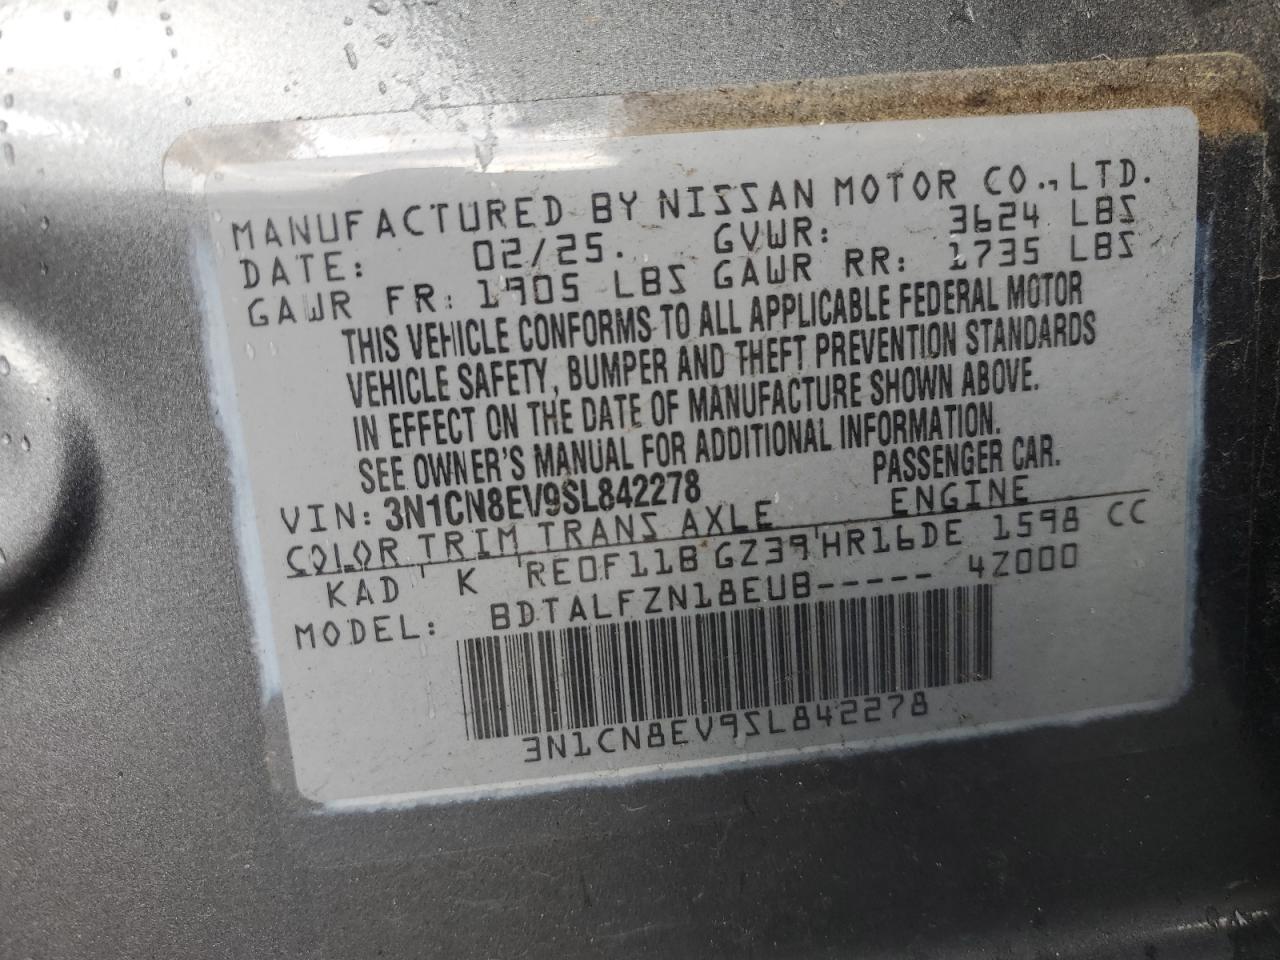 MANUFACTURED BY NISSAN MOTOR CO., LTD.
DATE: 02/25. GVWR: 3624 LBS
GAWR FR: 1905 LBS GAWR RR: 1735 LBS
THIS VEHICLE CONFORMS TO ALL APPLICABLE FEDERAL MOTOR
VEHICLE SAFETY, BUMPER AND THEFT PREVENTION STANDARDS
IN EFFECT ON THE DATE OF MANUFACTURE SHOWN ABOVE.
SEE OWNER'S MANUAL FOR ADDITIONAL INFORMATION.
VIN: 3N1CN8EV9SL842278 PASSENGER CAR.
COLOR TRIM TRANS AXLE ENGINE
KAD ' K ' RE0F11B GZ39 ' HR16DE 1598 CC
MODEL: BDTALFZN18EUB----- 4Z000
3N1CN8EV9SL842278